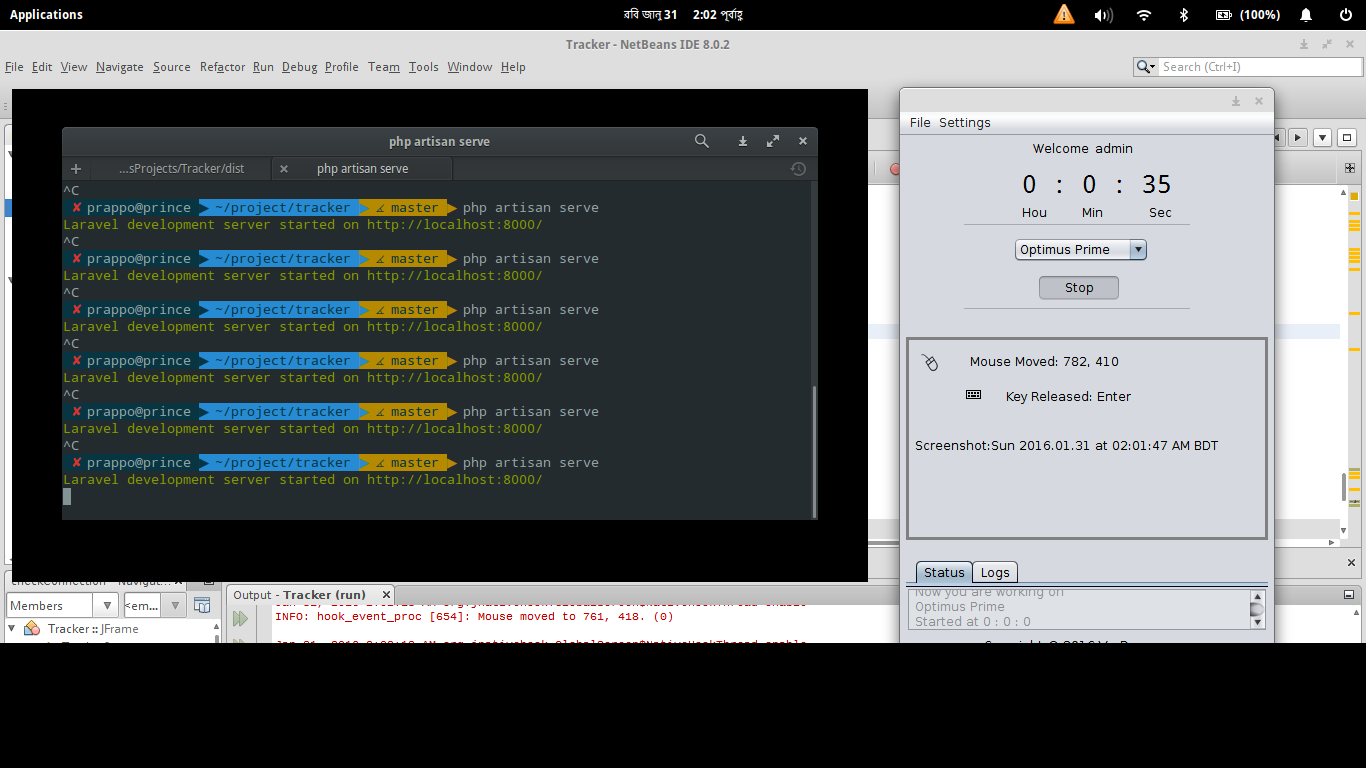 Applications
রবি জানু 31 2:02 পূর্বাহ্ণ
(100%)
Tracker - NetBeans IDE 8.0.2
File Edit View Navigate Source Refactor Run Debug Profile Team Tools Window Help
Search (Ctrl+I)
php artisan serve
...sProjects/Tracker/dist
php artisan serve
^C
✘ prappo@prince ~/project/tracker master php artisan serve
Laravel development server started on http://localhost:8000/
^C
✘ prappo@prince ~/project/tracker master php artisan serve
Laravel development server started on http://localhost:8000/
^C
✘ prappo@prince ~/project/tracker master php artisan serve
Laravel development server started on http://localhost:8000/
^C
✘ prappo@prince ~/project/tracker master php artisan serve
Laravel development server started on http://localhost:8000/
^C
✘ prappo@prince ~/project/tracker master php artisan serve
Laravel development server started on http://localhost:8000/
^C
✘ prappo@prince ~/project/tracker master php artisan serve
Laravel development server started on http://localhost:8000/
File Settings
Welcome admin
0 : 0 : 35
Hou Min Sec
Optimus Prime
Stop
Mouse Moved: 782, 410
Key Released: Enter
Screenshot:Sun 2016.01.31 at 02:01:47 AM BDT
Status Logs
Now you are working on
Optimus Prime
Started at 0 : 0 : 0
checkConnection - Navigat...
Members
<em...
Tracker :: JFrame
Output - Tracker (run)
INFO: hook_event_proc [654]: Mouse moved to 761, 418. (0)